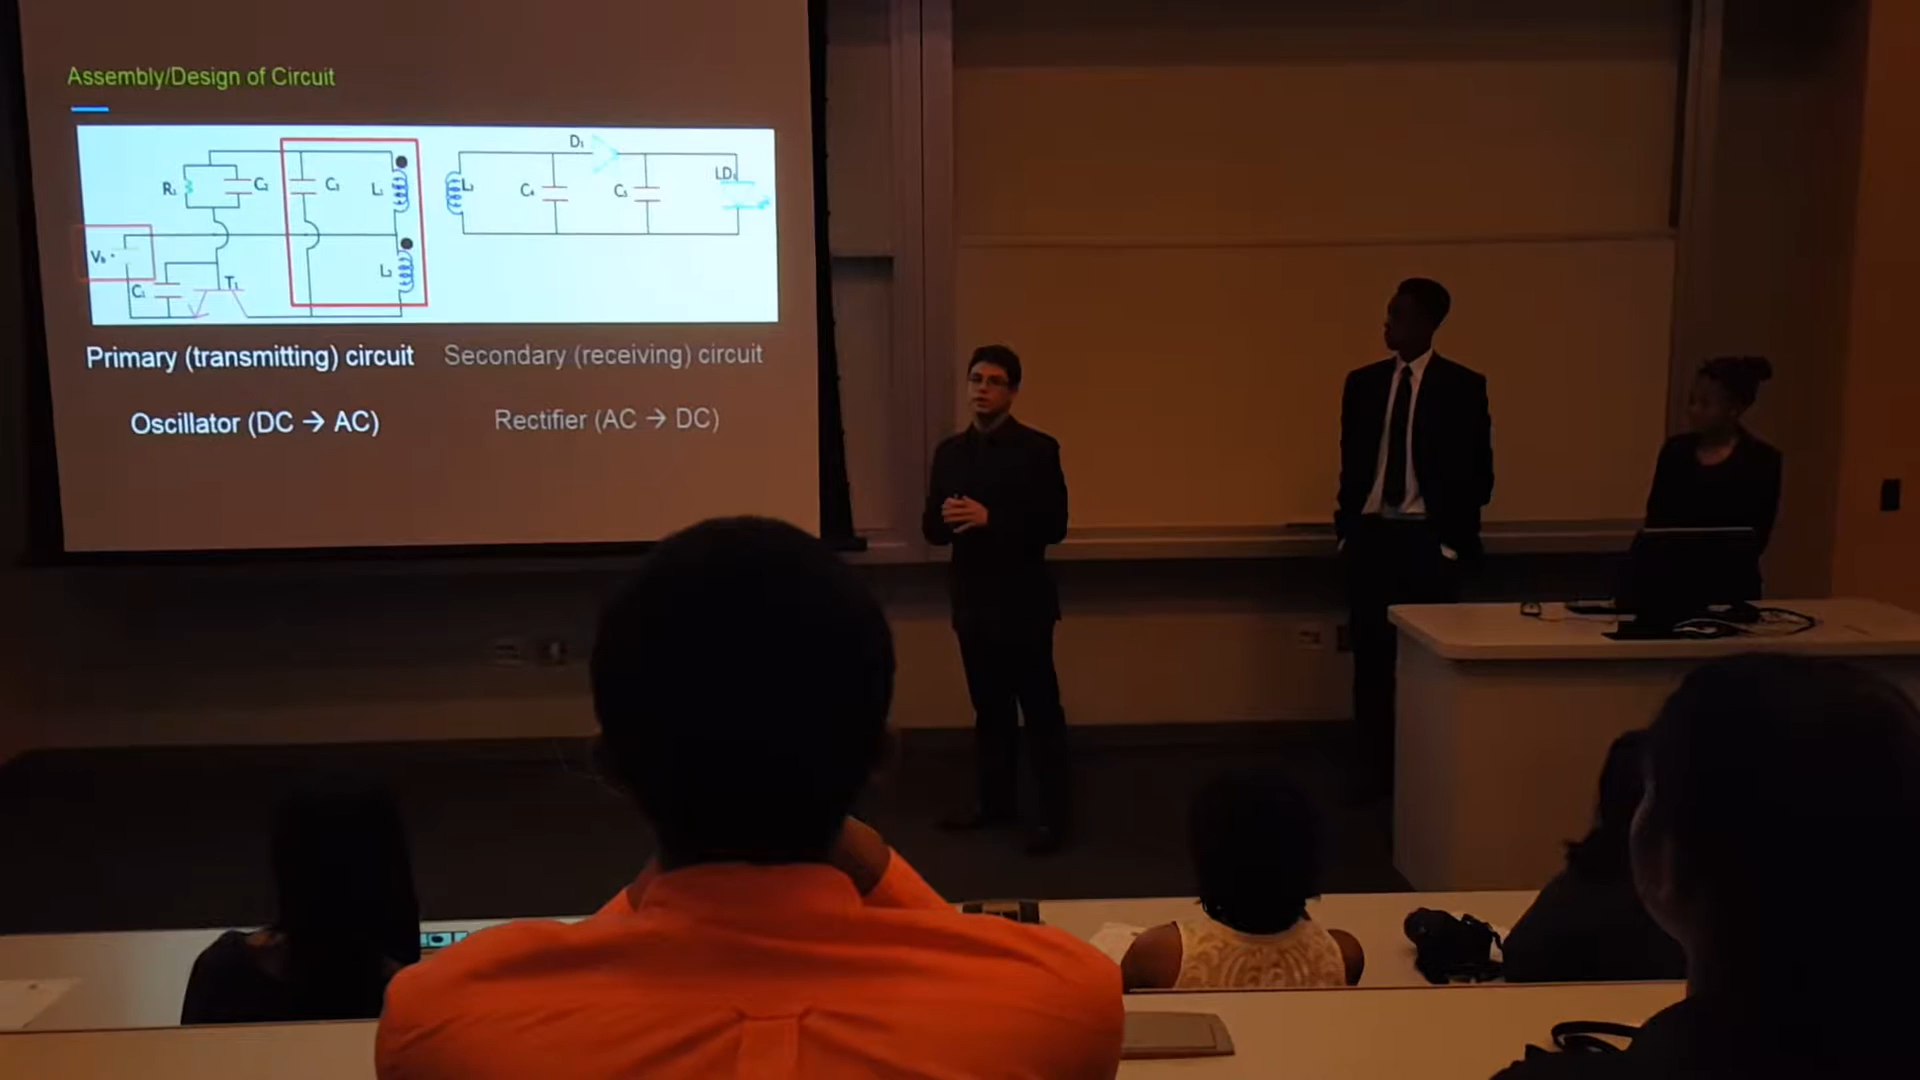 Assembly/Design of Circuit
D₁
R₁ C₂ C₃ L₁ L₃ C₄ C₅ LD₁
Vₛ
L₂
C₁ T₁
Primary (transmitting) circuit Secondary (receiving) circuit
Oscillator (DC → AC) Rectifier (AC → DC)